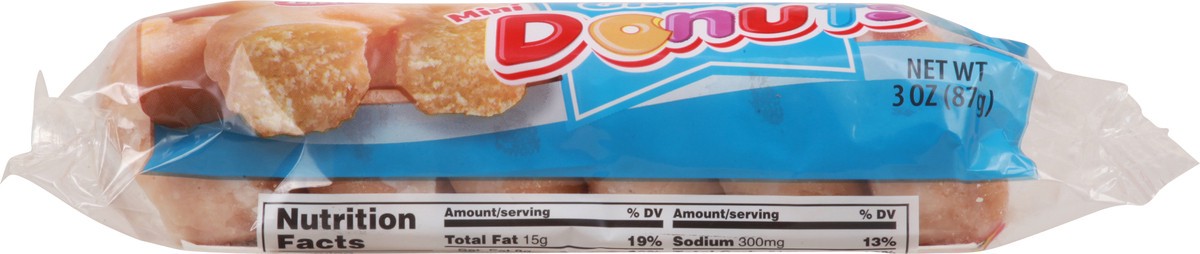 Mini
Donuts
NET WT
3 OZ (87g)
Nutrition
Facts
Amount/serving % DV
Total Fat 15g 19%
Amount/serving % DV
Sodium 300mg 13%